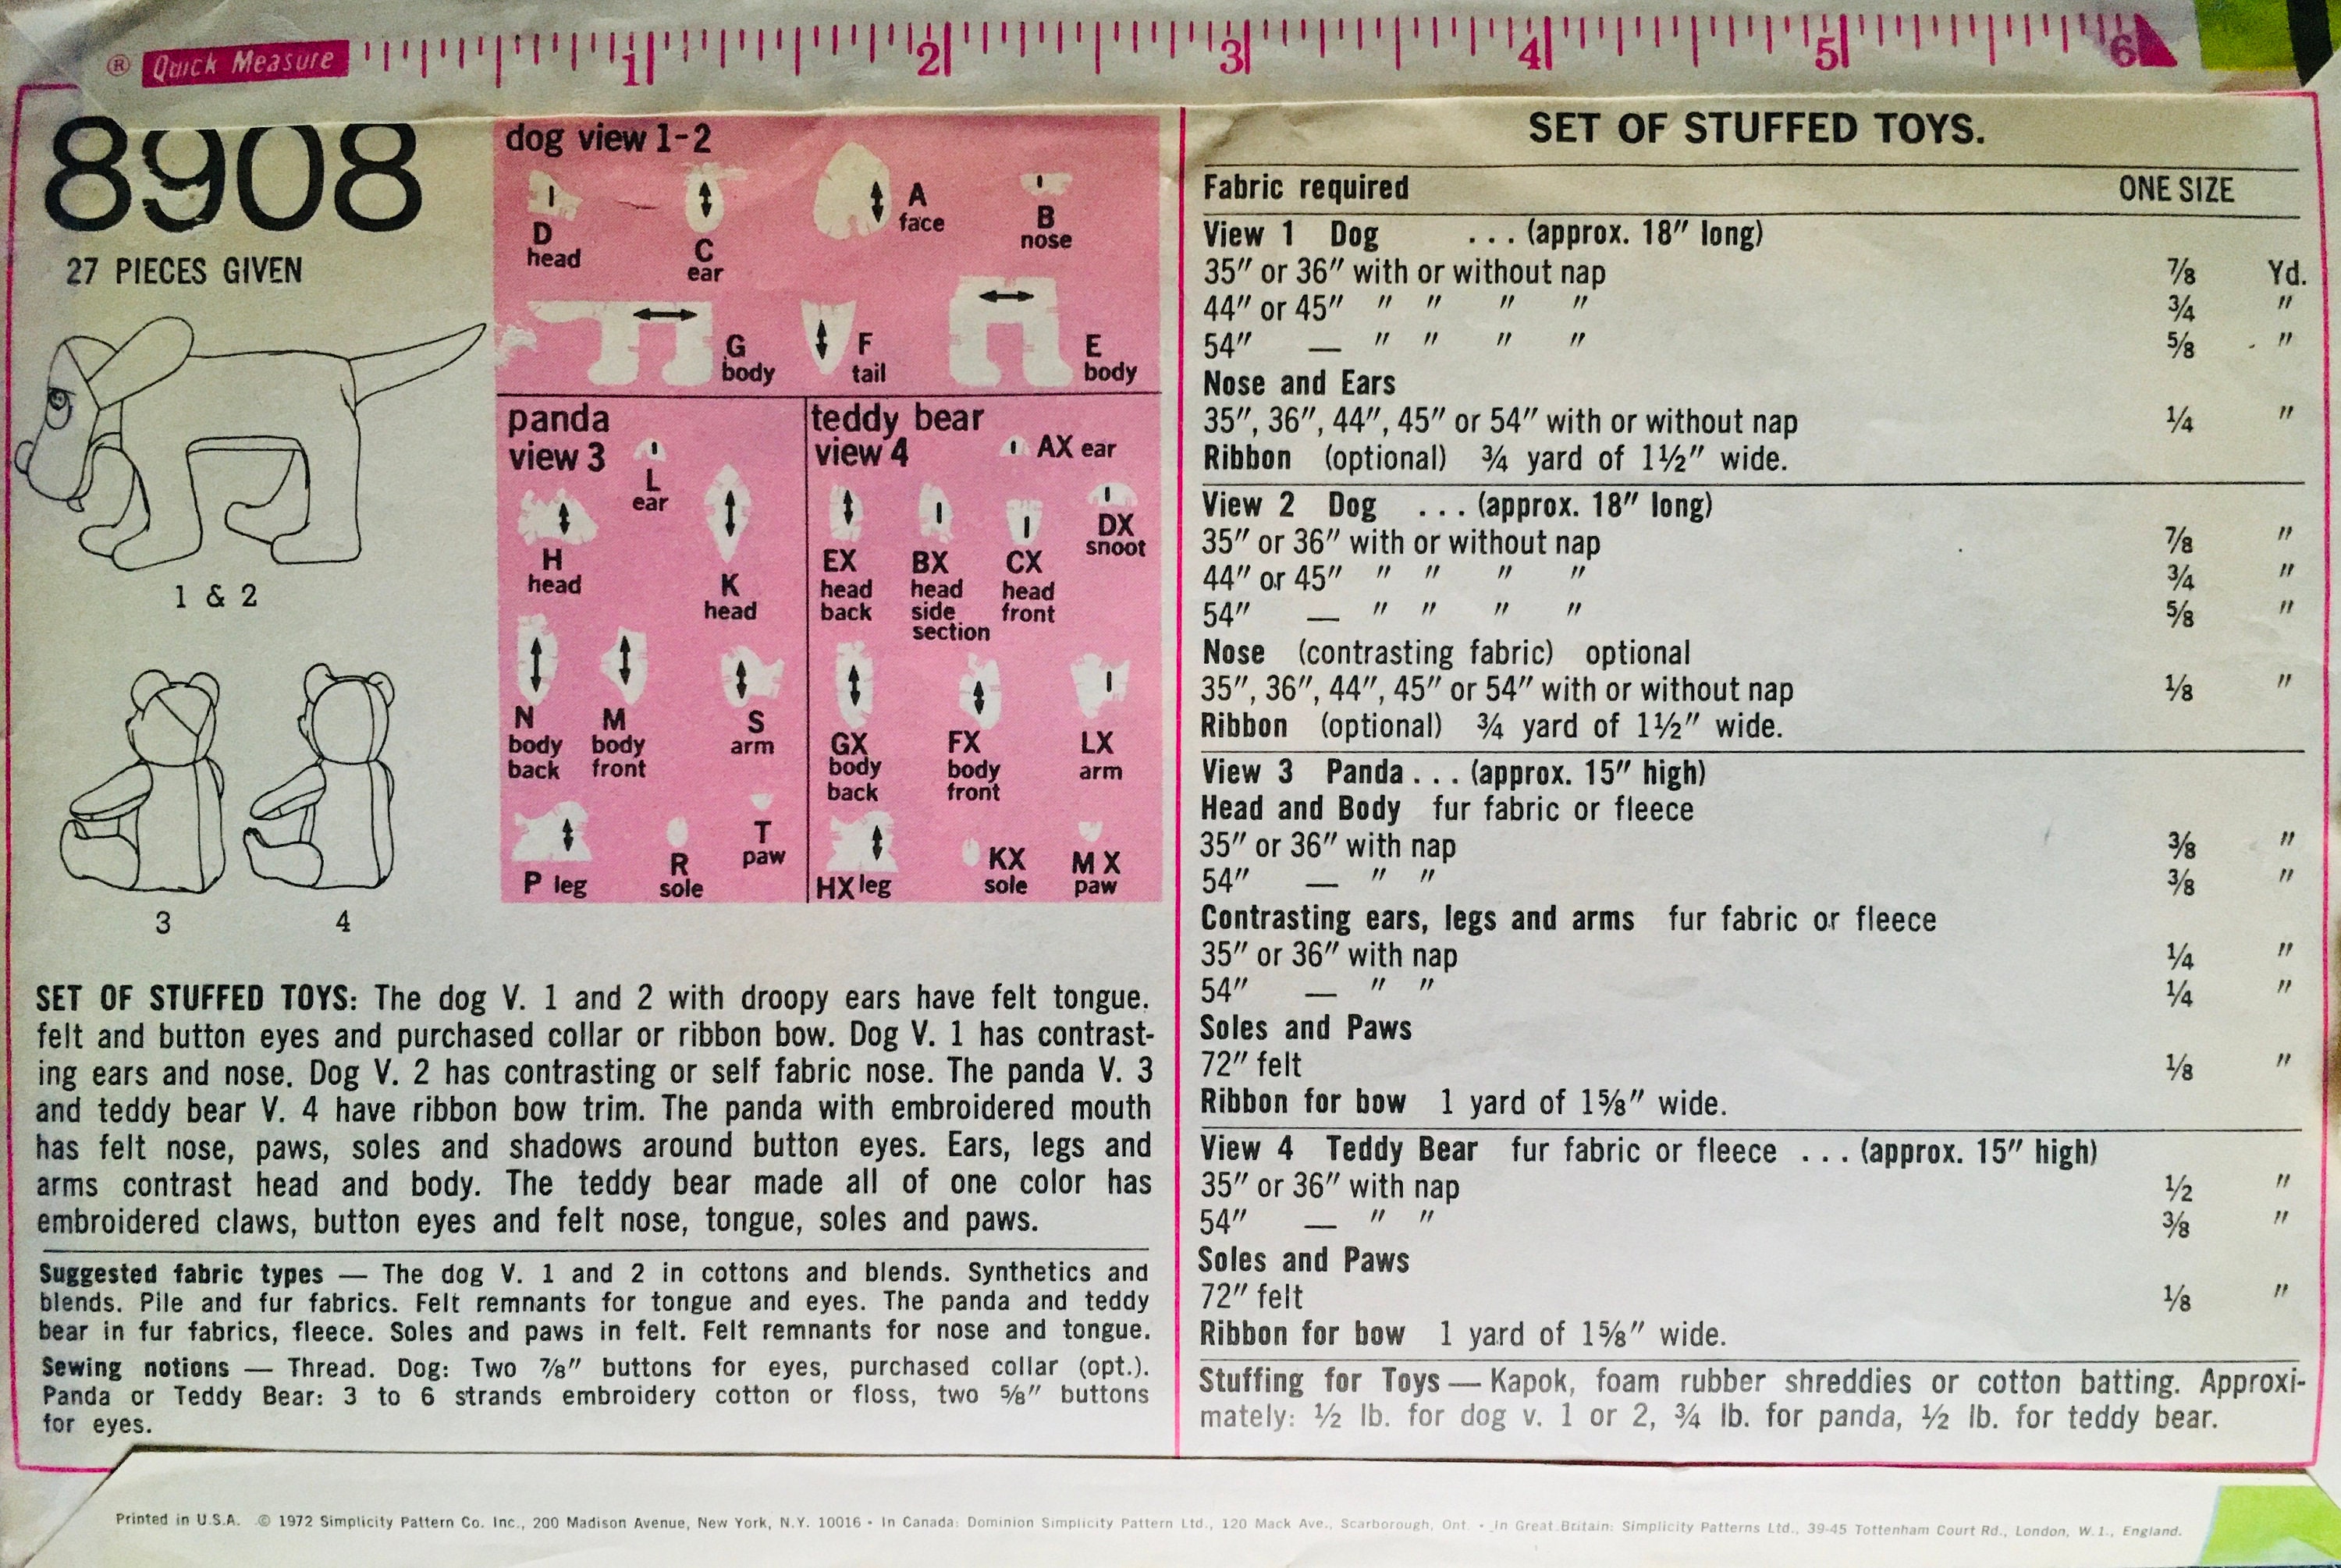 ® Quick Measure 1 2 3 4 5 6
8908
27 PIECES GIVEN
1 & 2
3
4
dog view 1-2
D
head
C
ear
A
face
B
nose
G
body
F
tail
E
body
panda
view 3
L
ear
H
head
K
head
N
body
back
M
body
front
S
arm
P leg
R
sole
T
paw
teddy bear
view 4
AX ear
EX
head
back
BX
head
side
section
CX
head
front
DX
snoot
GX
body
back
FX
body
front
LX
arm
HX leg
KX
sole
MX
paw
SET OF STUFFED TOYS: The dog V. 1 and 2 with droopy ears have felt tongue.
felt and button eyes and purchased collar or ribbon bow. Dog V. 1 has contrast-
ing ears and nose. Dog V. 2 has contrasting or self fabric nose. The panda V. 3
and teddy bear V. 4 have ribbon bow trim. The panda with embroidered mouth
has felt nose, paws, soles and shadows around button eyes. Ears, legs and
arms contrast head and body. The teddy bear made all of one color has
embroidered claws, button eyes and felt nose, tongue, soles and paws.
Suggested fabric types — The dog V. 1 and 2 in cottons and blends. Synthetics and
blends. Pile and fur fabrics. Felt remnants for tongue and eyes. The panda and teddy
bear in fur fabrics, fleece. Soles and paws in felt. Felt remnants for nose and tongue.
Sewing notions — Thread. Dog: Two ⅞" buttons for eyes, purchased collar (opt.).
Panda or Teddy Bear: 3 to 6 strands embroidery cotton or floss, two ⅝" buttons
for eyes.
SET OF STUFFED TOYS.
Fabric required ONE SIZE
View 1 Dog ... (approx. 18" long)
35" or 36" with or without nap ⅞ Yd.
44" or 45" " " " " ¾ "
54" — " " " " ⅝ "
Nose and Ears
35", 36", 44", 45" or 54" with or without nap ¼ "
Ribbon (optional) ¾ yard of 1½" wide.
View 2 Dog ... (approx. 18" long)
35" or 36" with or without nap ⅞ "
44" or 45" " " " " ¾ "
54" — " " " " ⅝ "
Nose (contrasting fabric) optional
35", 36", 44", 45" or 54" with or without nap ⅛ "
Ribbon (optional) ¾ yard of 1½" wide.
View 3 Panda ... (approx. 15" high)
Head and Body fur fabric or fleece
35" or 36" with nap ⅜ "
54" — " " ⅜ "
Contrasting ears, legs and arms fur fabric or fleece
35" or 36" with nap ¼ "
54" — " " ¼ "
Soles and Paws
72" felt ⅛ "
Ribbon for bow 1 yard of 1⅝" wide.
View 4 Teddy Bear fur fabric or fleece ... (approx. 15" high)
35" or 36" with nap ½ "
54" — " " ⅜ "
Soles and Paws
72" felt ⅛ "
Ribbon for bow 1 yard of 1⅝" wide.
Stuffing for Toys — Kapok, foam rubber shreddies or cotton batting. Approxi-
mately: ½ lb. for dog v. 1 or 2, ¾ lb. for panda, ½ lb. for teddy bear.
Printed in U.S.A. © 1972 Simplicity Pattern Co. Inc., 200 Madison Avenue, New York, N.Y. 10016 • In Canada: Dominion Simplicity Pattern Ltd., 120 Mack Ave., Scarborough, Ont. • In Great Britain: Simplicity Patterns Ltd., 39-45 Tottenham Court Rd., London, W.1., England.